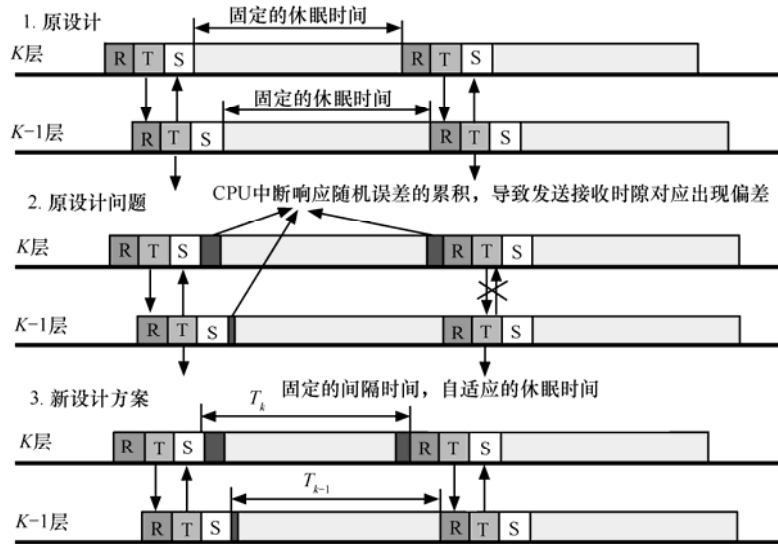 1. 原设计
固定的休眠时间
K层
R T S R T S
固定的休眠时间
K−1层
R T S R T S
2. 原设计问题
CPU中断响应随机误差的累积，导致发送接收时隙对应出现偏差
K层
R T S R T S
K−1层
R T S R T S
3. 新设计方案
固定的间隔时间，自适应的休眠时间
Tk
K层
R T S R T S
Tk−1
K−1层
R T S R T S